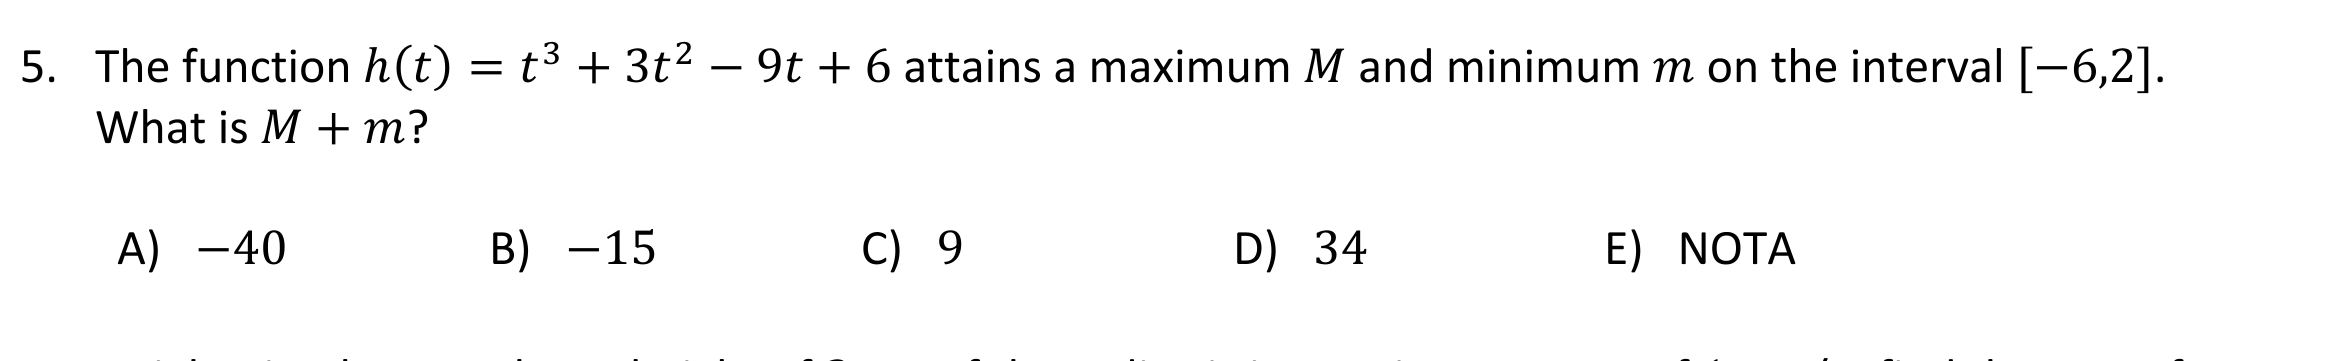 5. The function h(t) = t³ + 3t² − 9t + 6 attains a maximum M and minimum m on the interval [−6,2].
What is M + m?
A) −40 B) −15 C) 9 D) 34 E) NOTA